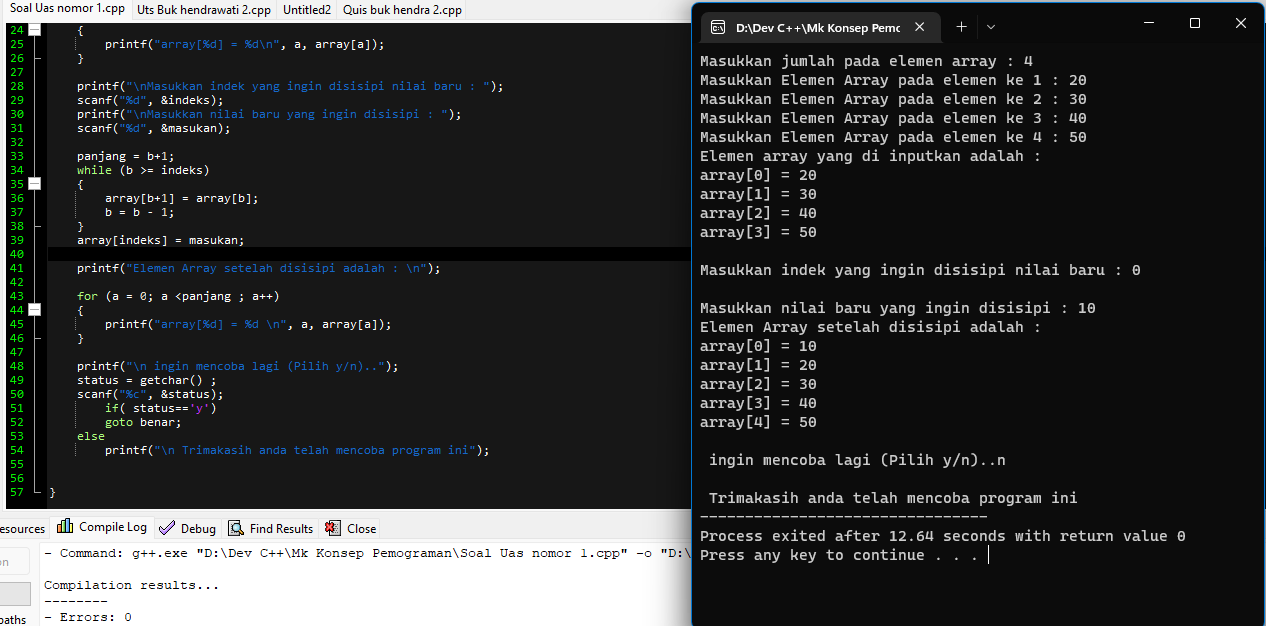 Soal Uas nomor 1.cpp Uts Buk hendrawati 2.cpp Untitled2 Quis buk hendra 2.cpp
24 {
25 printf("array[%d] = %d\n", a, array[a]);
26 }
27
28 printf("\nMasukkan indek yang ingin disisipi nilai baru : ");
29 scanf("%d", &indeks);
30 printf("\nMasukkan nilai baru yang ingin disisipi : ");
31 scanf("%d", &masukan);
32
33 panjang = b+1;
34 while (b >= indeks)
35 {
36 array[b+1] = array[b];
37 b = b - 1;
38 }
39 array[indeks] = masukan;
40
41 printf("Elemen Array setelah disisipi adalah : \n");
42
43 for (a = 0; a <panjang ; a++)
44 {
45 printf("array[%d] = %d \n", a, array[a]);
46 }
47
48 printf("\n ingin mencoba lagi (Pilih y/n)..");
49 status = getchar() ;
50 scanf("%c", &status);
51 if( status=='y')
52 goto benar;
53 else
54 printf("\n Trimakasih anda telah mencoba program ini");
55
56
57 }
esources Compile Log Debug Find Results Close
on
- Command: g++.exe "D:\Dev C++\Mk Konsep Pemograman\Soal Uas nomor 1.cpp" -o "D:\
Compilation results...
--------
- Errors: 0
paths
D:\Dev C++\Mk Konsep Pemc
Masukkan jumlah pada elemen array : 4
Masukkan Elemen Array pada elemen ke 1 : 20
Masukkan Elemen Array pada elemen ke 2 : 30
Masukkan Elemen Array pada elemen ke 3 : 40
Masukkan Elemen Array pada elemen ke 4 : 50
Elemen array yang di inputkan adalah :
array[0] = 20
array[1] = 30
array[2] = 40
array[3] = 50
Masukkan indek yang ingin disisipi nilai baru : 0
Masukkan nilai baru yang ingin disisipi : 10
Elemen Array setelah disisipi adalah :
array[0] = 10
array[1] = 20
array[2] = 30
array[3] = 40
array[4] = 50
ingin mencoba lagi (Pilih y/n)..n
Trimakasih anda telah mencoba program ini
--------------------------------
Process exited after 12.64 seconds with return value 0
Press any key to continue . . .